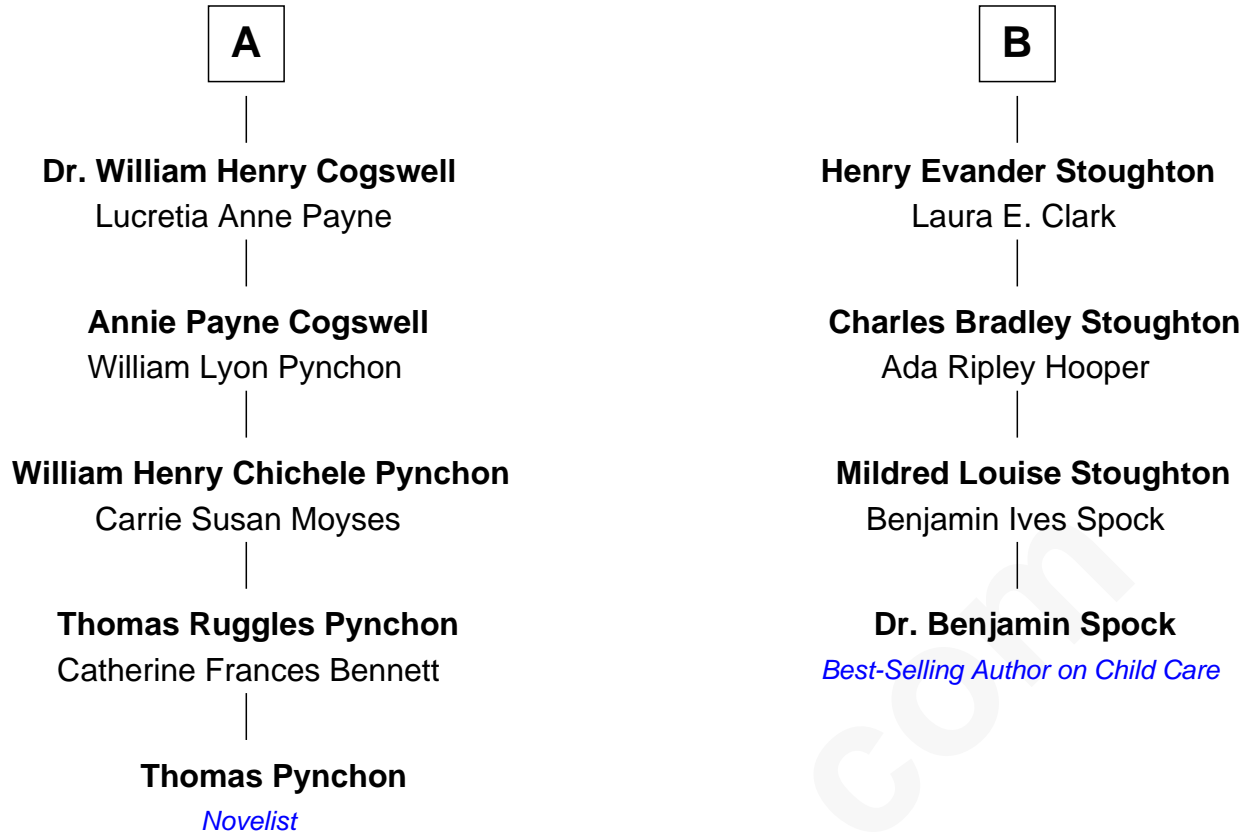 A
Dr. William Henry Cogswell
Lucretia Anne Payne
Annie Payne Cogswell
William Lyon Pynchon
William Henry Chichele Pynchon
Carrie Susan Moyses
Thomas Ruggles Pynchon
Catherine Frances Bennett
Thomas Pynchon
Novelist
B
Henry Evander Stoughton
Laura E. Clark
Charles Bradley Stoughton
Ada Ripley Hooper
Mildred Louise Stoughton
Benjamin Ives Spock
Dr. Benjamin Spock
Best-Selling Author on Child Care
com